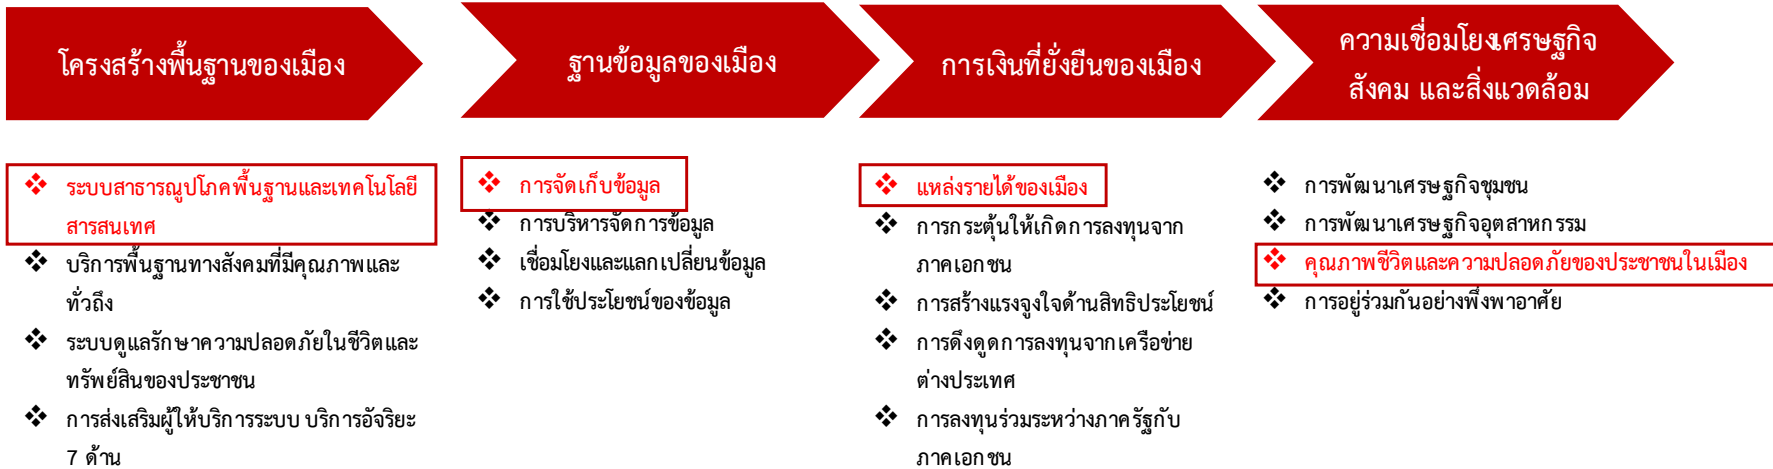 โครงสร้างพื้นฐานของเมือง
ฐานข้อมูลของเมือง
การเงินที่ยั่งยืนของเมือง
ความเชื่อมโยงเศรษฐกิจ
สังคม และสิ่งแวดล้อม
❖ ระบบสาธารณูปโภคพื้นฐานและเทคโนโลยี
สารสนเทศ
❖ บริการพื้นฐานทางสังคมที่มีคุณภาพและ
ทั่วถึง
❖ ระบบดูแลรักษาความปลอดภัยในชีวิตและ
ทรัพย์สินของประชาชน
❖ การส่งเสริมผู้ให้บริการระบบ บริการอัจริยะ
7 ด้าน
❖ การจัดเก็บข้อมูล
❖ การบริหารจัดการข้อมูล
❖ เชื่อมโยงและแลกเปลี่ยนข้อมูล
❖ การใช้ประโยชน์ของข้อมูล
❖ แหล่งรายได้ของเมือง
❖ การกระตุ้นให้เกิดการลงทุนจาก
ภาคเอกชน
❖ การสร้างแรงจูงใจด้านสิทธิประโยชน์
❖ การดึงดูดการลงทุนจากเครือข่าย
ต่างประเทศ
❖ การลงทุนร่วมระหว่างภาครัฐกับ
ภาคเอกชน
❖ การพัฒนาเศรษฐกิจชุมชน
❖ การพัฒนาเศรษฐกิจอุตสาหกรรม
❖ คุณภาพชีวิตและความปลอดภัยของประชาชนในเมือง
❖ การอยู่ร่วมกันอย่างพึ่งพาอาศัย